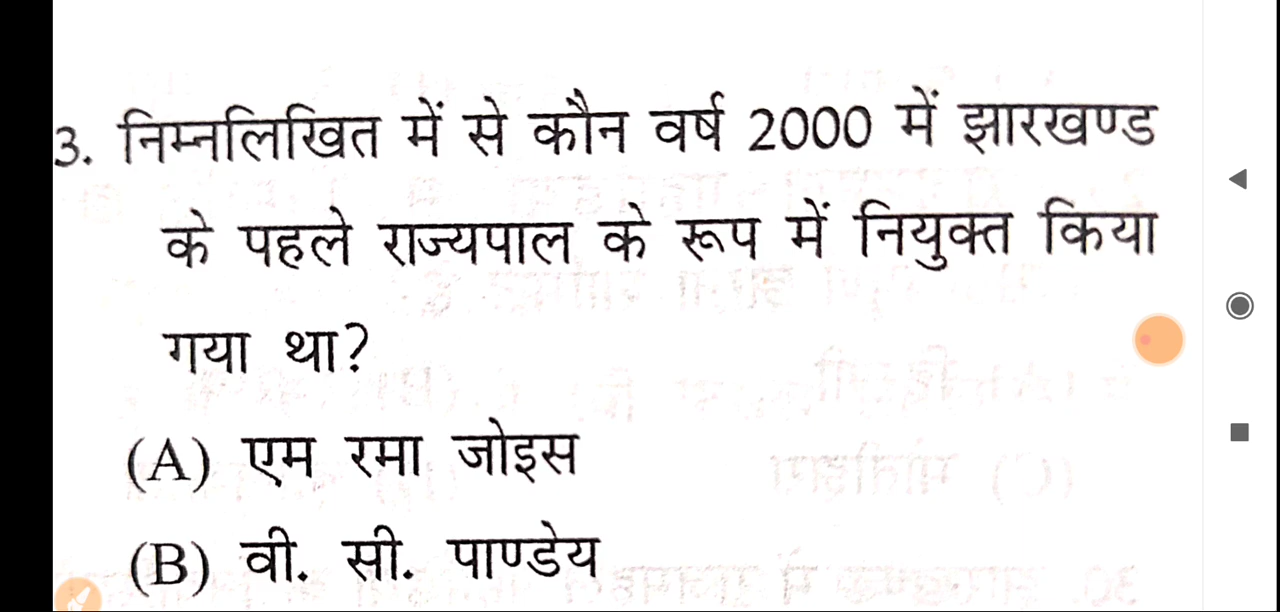 3. निम्नलिखित में से कौन वर्ष 2000 में झारखण्ड
के पहले राज्यपाल के रूप में नियुक्त किया
गया था?
(A) एम रमा जोइस
(B) वी. सी. पाण्डेय